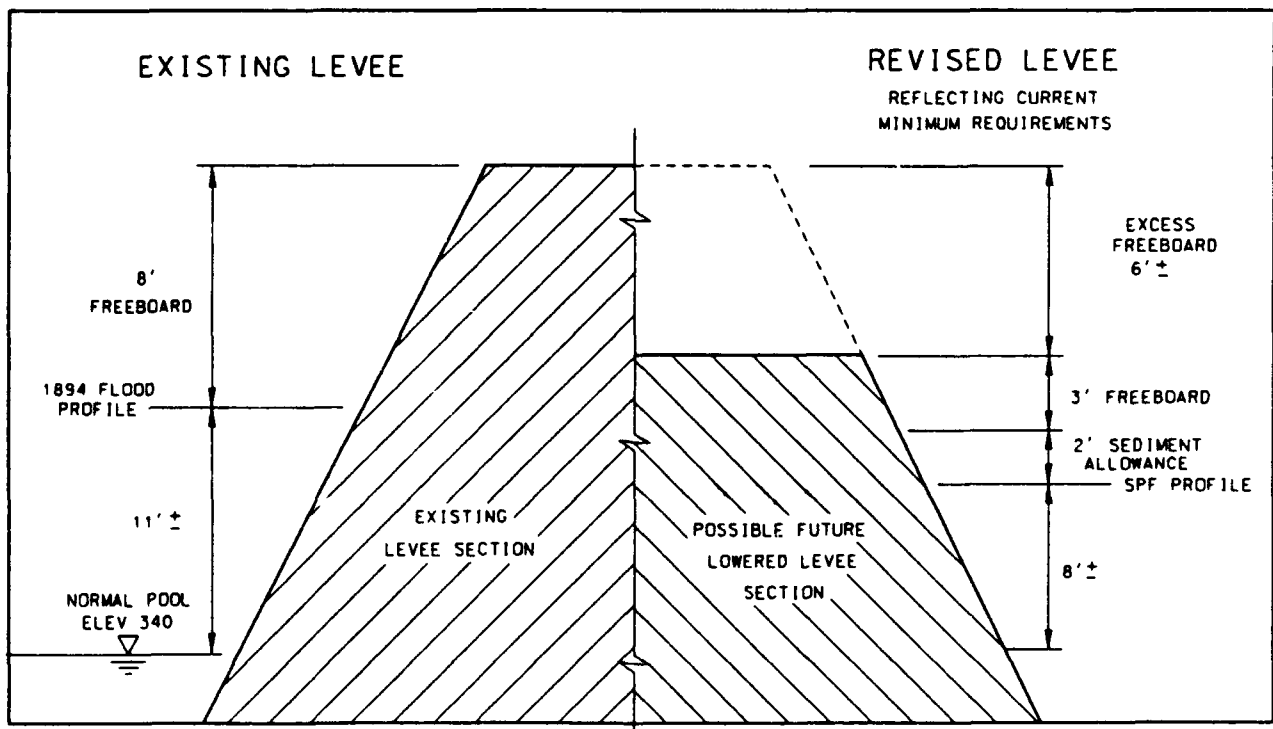 EXISTING LEVEE
REVISED LEVEE
REFLECTING CURRENT
MINIMUM REQUIREMENTS
8'
FREEBOARD
1894 FLOOD
PROFILE
11' ±
NORMAL POOL
ELEV 340
EXISTING
LEVEE SECTION
POSSIBLE FUTURE
LOWERED LEVEE
SECTION
EXCESS
FREEBOARD
6' ±
3' FREEBOARD
2' SEDIMENT
ALLOWANCE
SPF PROFILE
8' ±